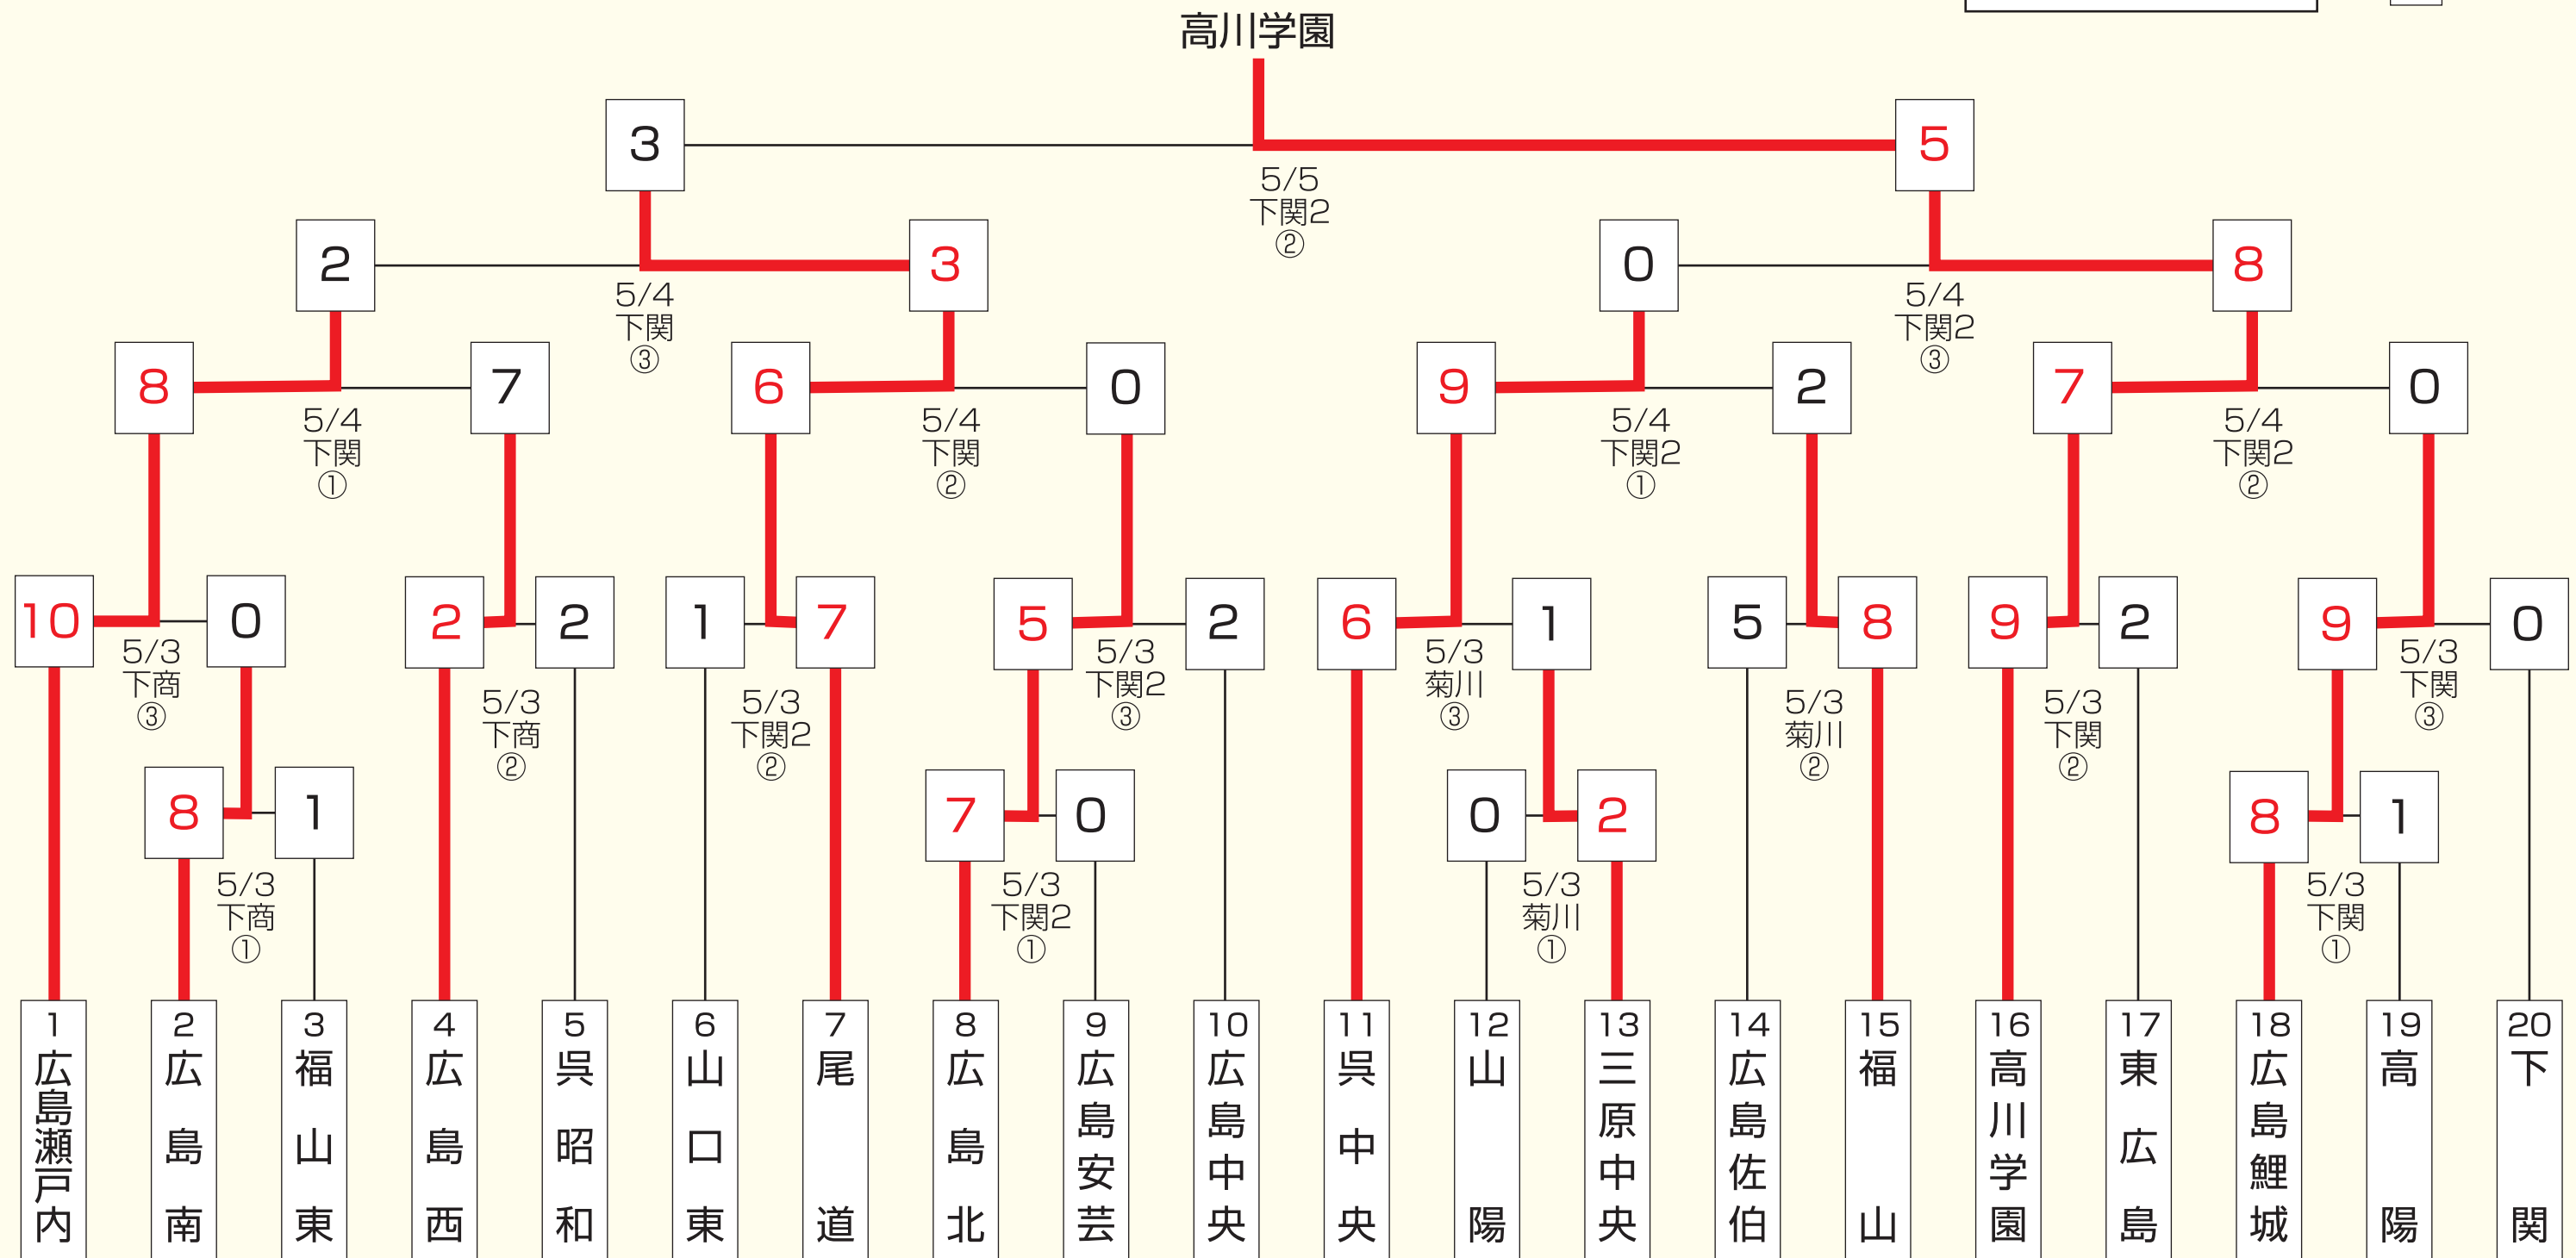 高川学園
3
5
5/5
下関2
②
2
3
0
8
5/4
下関
③
5/4
下関2
③
8
7
6
0
9
2
7
0
5/4
下関
①
5/4
下関
②
5/4
下関2
①
5/4
下関2
②
10
0
2
2
1
7
5
2
6
1
5
8
9
2
9
0
5/3
下商
③
5/3
下商
②
5/3
下関2
②
5/3
下関2
③
5/3
菊川
③
5/3
菊川
②
5/3
下関
②
5/3
下関
③
8
1
7
0
0
2
8
1
5/3
下商
①
5/3
下関2
①
5/3
菊川
①
5/3
下関
①
1 広島瀬戸内
2 広島南
3 福山東
4 広島西
5 呉昭和
6 山口東
7 尾道
8 広島北
9 広島安芸
10 広島中央
11 呉中央
12 山陽
13 三原中央
14 広島佐伯
15 福山
16 高川学園
17 東広島
18 広島鯉城
19 高陽
20 下関